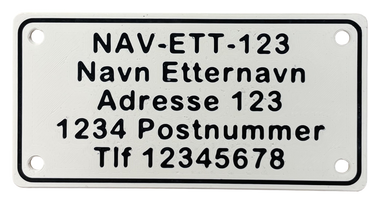 NAV-ETT-123
Navn Etternavn
Adresse 123
1234 Postnummer
Tlf 12345678